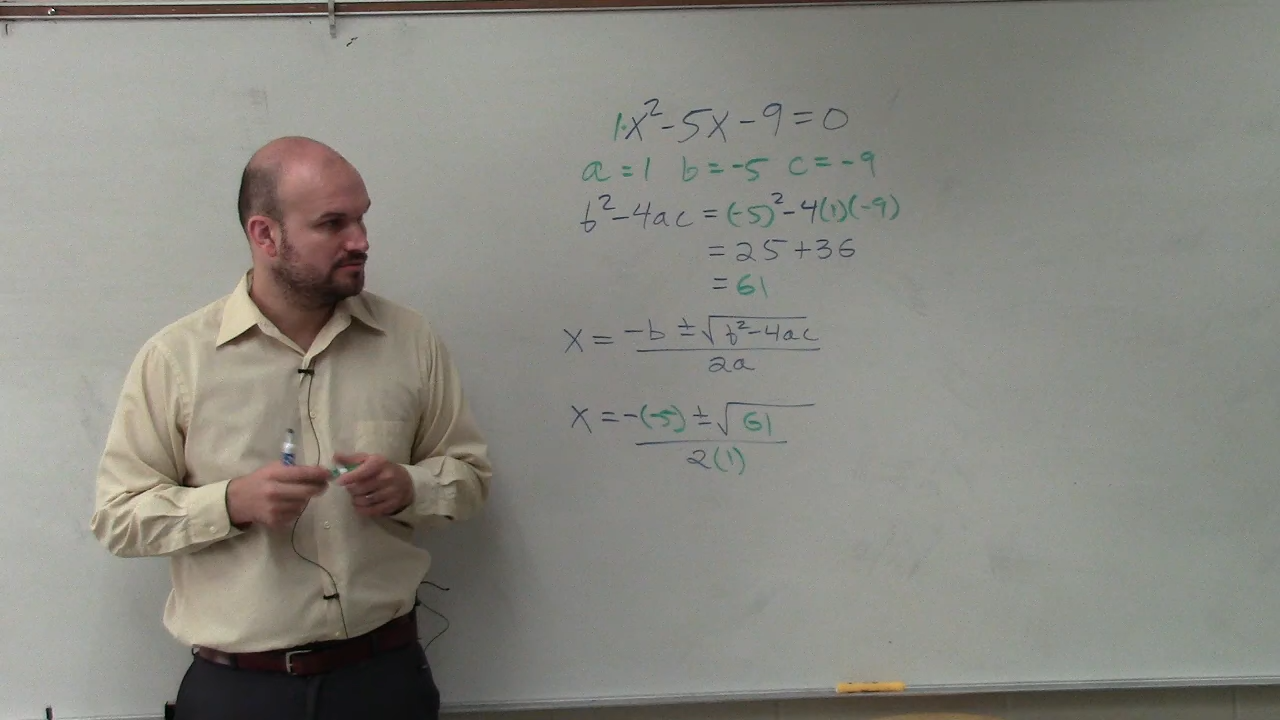 1·x² - 5x - 9 = 0
a = 1 b = -5 c = -9
b² - 4ac = (-5)² - 4(1)(-9)
= 25 + 36
= 61
x = -b ± √b² - 4ac
2a
x = -(-5) ± √61
2(1)